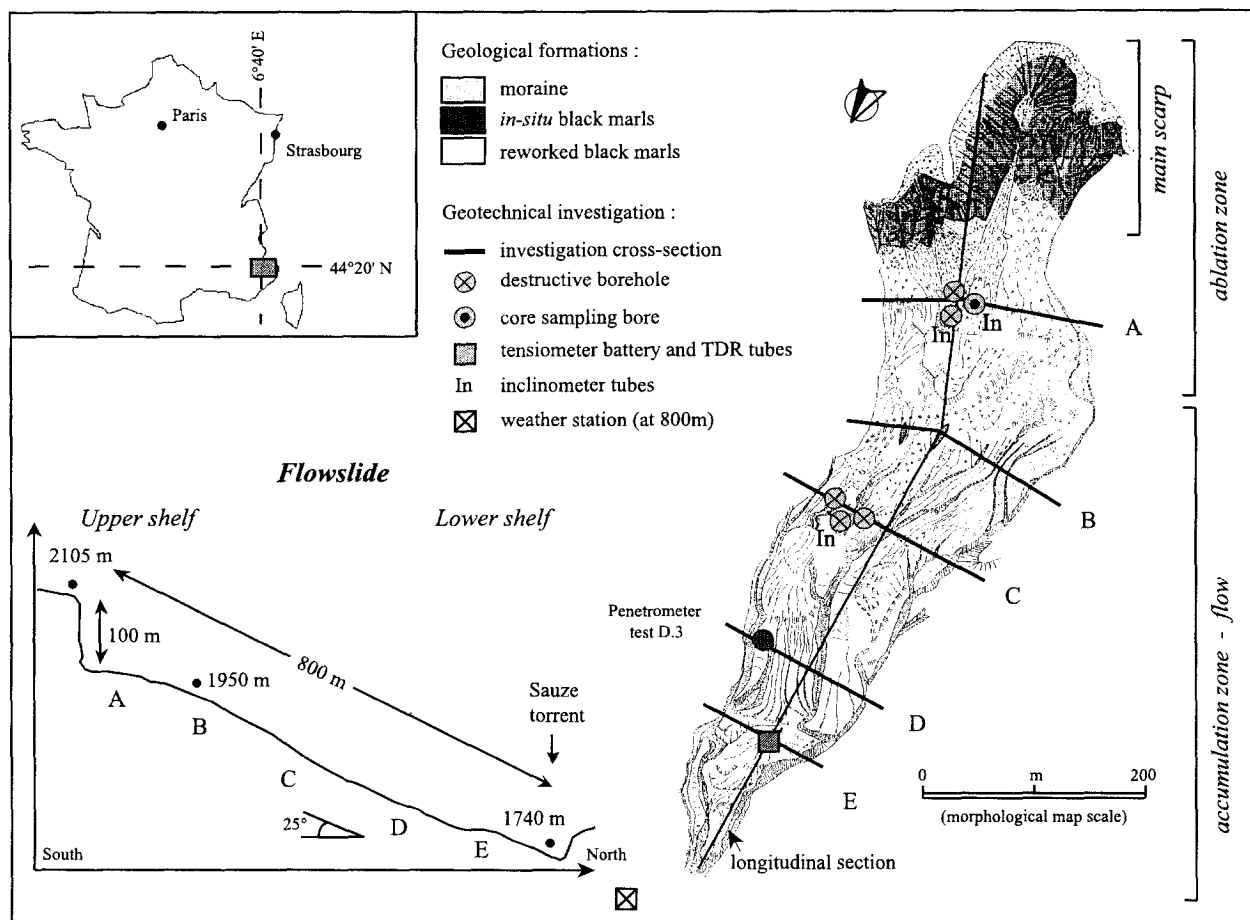 6°40' E
Paris
Strasbourg
44°20' N
Geological formations :
moraine
in-situ black marls
reworked black marls
Geotechnical investigation :
investigation cross-section
destructive borehole
core sampling bore
tensiometer battery and TDR tubes
In inclinometer tubes
weather station (at 800m)
Flowslide
Upper shelf
Lower shelf
2105 m
100 m
1950 m
800 m
Sauze
torrent
1740 m
25°
A
B
C
D
E
South
North
In
In
In
A
B
C
D
E
Penetrometer
test D.3
0 m 200
(morphological map scale)
longitudinal section
main scarp
ablation zone
accumulation zone - flow